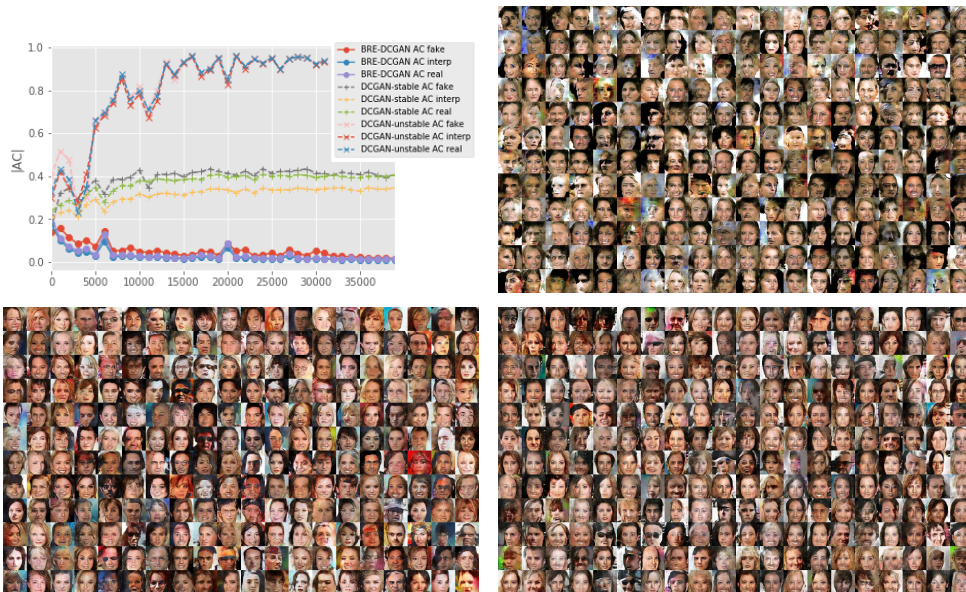 BRE-DCGAN AC fake
BRE-DCGAN AC interp
BRE-DCGAN AC real
DCGAN-stable AC fake
DCGAN-stable AC interp
DCGAN-stable AC real
DCGAN-unstable AC fake
DCGAN-unstable AC interp
DCGAN-unstable AC real
|AC|
1.0
0.8
0.6
0.4
0.2
0.0
0 5000 10000 15000 20000 25000 30000 35000